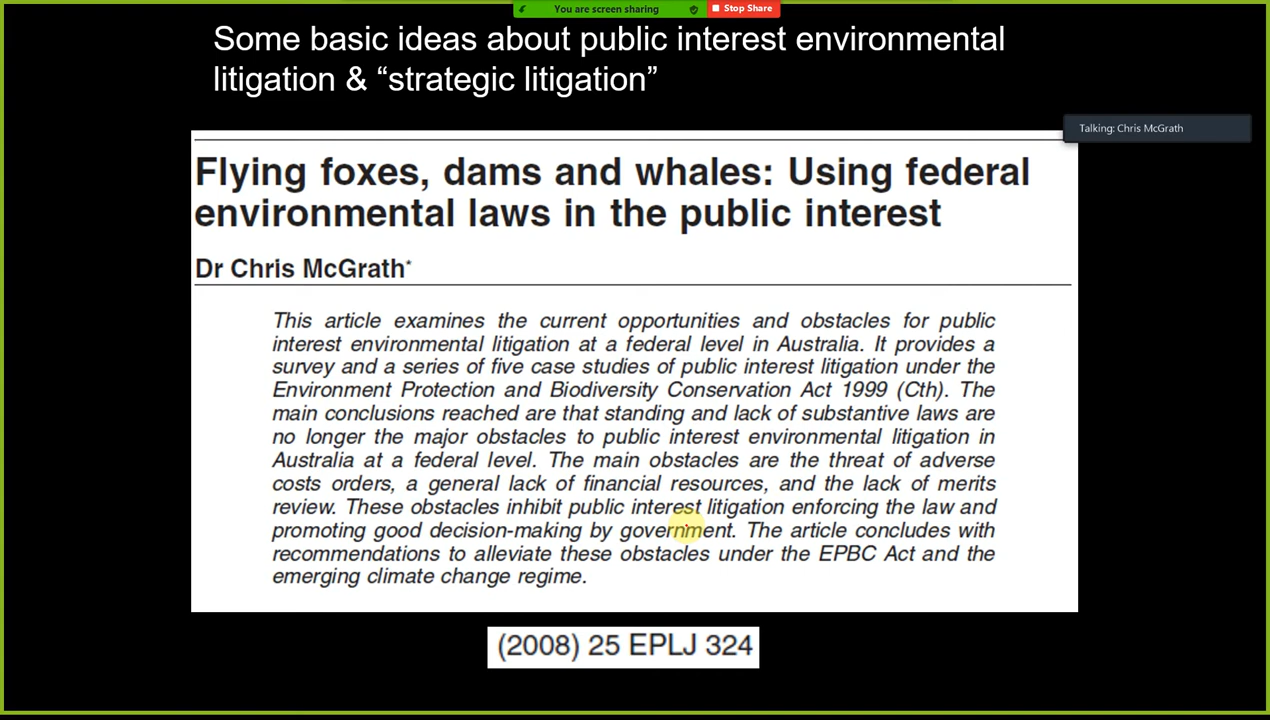 You are screen sharing
Stop Share
Some basic ideas about public interest environmental
litigation & “strategic litigation”
Talking: Chris McGrath
Flying foxes, dams and whales: Using federal
environmental laws in the public interest
Dr Chris McGrath*
This article examines the current opportunities and obstacles for public
interest environmental litigation at a federal level in Australia. It provides a
survey and a series of five case studies of public interest litigation under the
Environment Protection and Biodiversity Conservation Act 1999 (Cth). The
main conclusions reached are that standing and lack of substantive laws are
no longer the major obstacles to public interest environmental litigation in
Australia at a federal level. The main obstacles are the threat of adverse
costs orders, a general lack of financial resources, and the lack of merits
review. These obstacles inhibit public interest litigation enforcing the law and
promoting good decision-making by government. The article concludes with
recommendations to alleviate these obstacles under the EPBC Act and the
emerging climate change regime.
(2008) 25 EPLJ 324